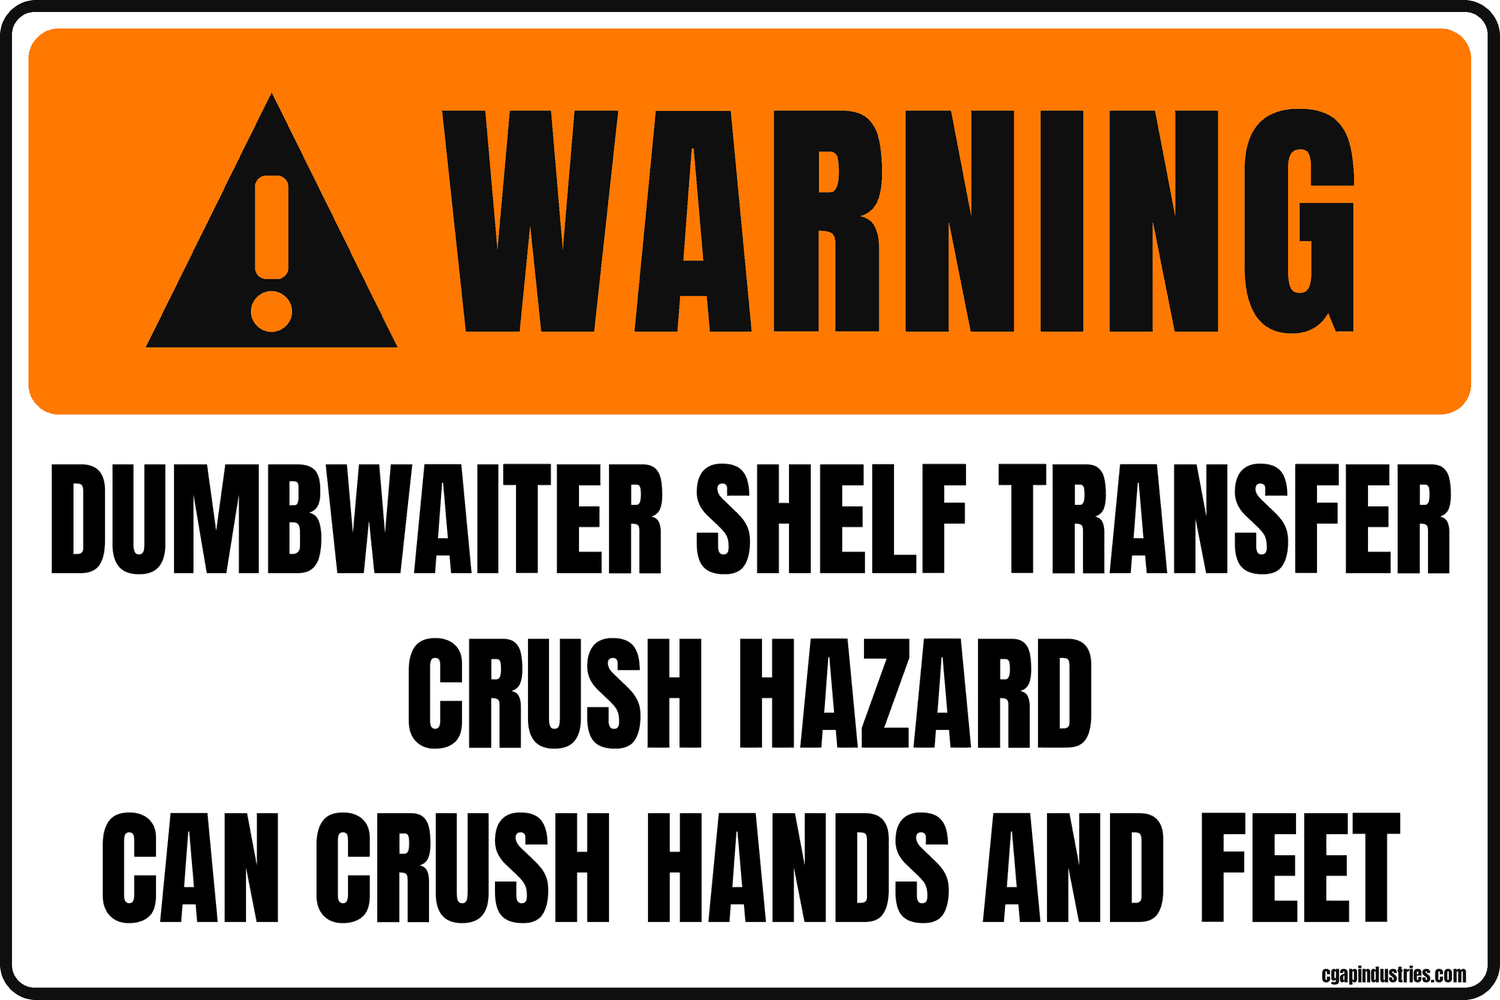 WARNING
DUMBWAITER SHELF TRANSFER
CRUSH HAZARD
CAN CRUSH HANDS AND FEET
cgapindustries.com